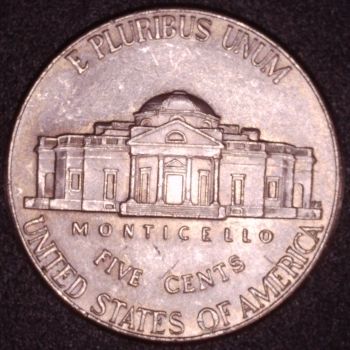 E PLURIBUS UNUM
MONTICELLO
FIVE CENTS
UNITED STATES OF AMERICA